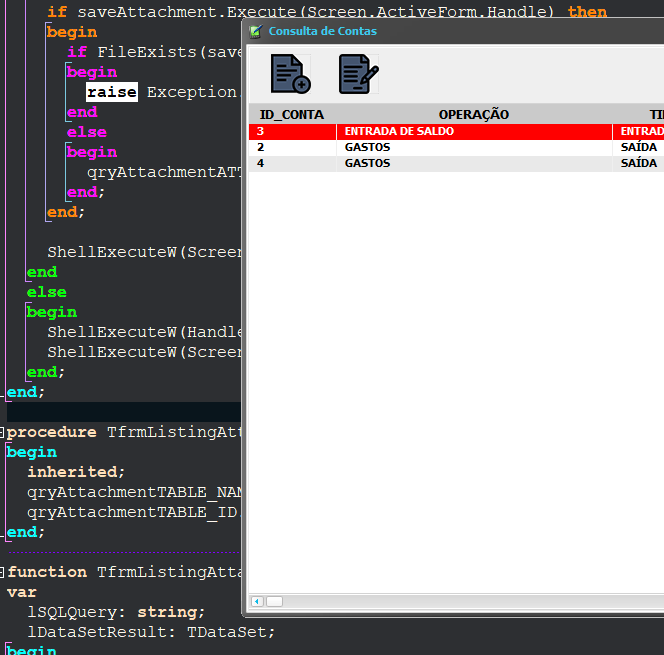 if saveAttachment.Execute(Screen.ActiveForm.Handle) then
begin
if FileExists(save
begin
raise Exception.
end
else
begin
qryAttachmentATT
end;
end;
ShellExecuteW(Screen
end
else
begin
ShellExecuteW(Handle
ShellExecuteW(Screen
end;
end;
procedure TfrmListingAtt
begin
inherited;
qryAttachmentTABLE_NAM
qryAttachmentTABLE_ID.
end;
function TfrmListingAtta
var
lSQLQuery: string;
lDataSetResult: TDataSet;
begin
Consulta de Contas
ID_CONTA OPERAÇÃO TI
3 ENTRADA DE SALDO ENTRAD
2 GASTOS SAÍDA
4 GASTOS SAÍDA